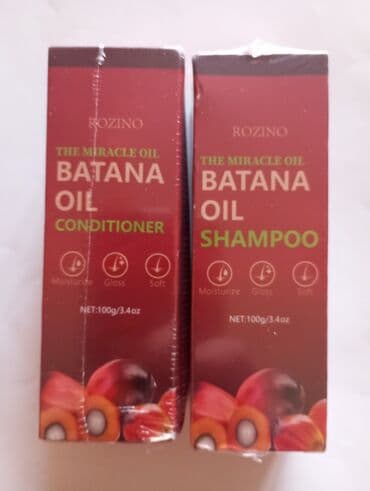 ROZINO
THE MIRACLE OIL
BATANA
OIL
CONDITIONER
Moisturize Gloss Soft
NET:100g/3.4oz
ROZINO
THE MIRACLE OIL
BATANA
OIL
SHAMPOO
Moisturize Gloss Soft
NET:100g/3.4oz